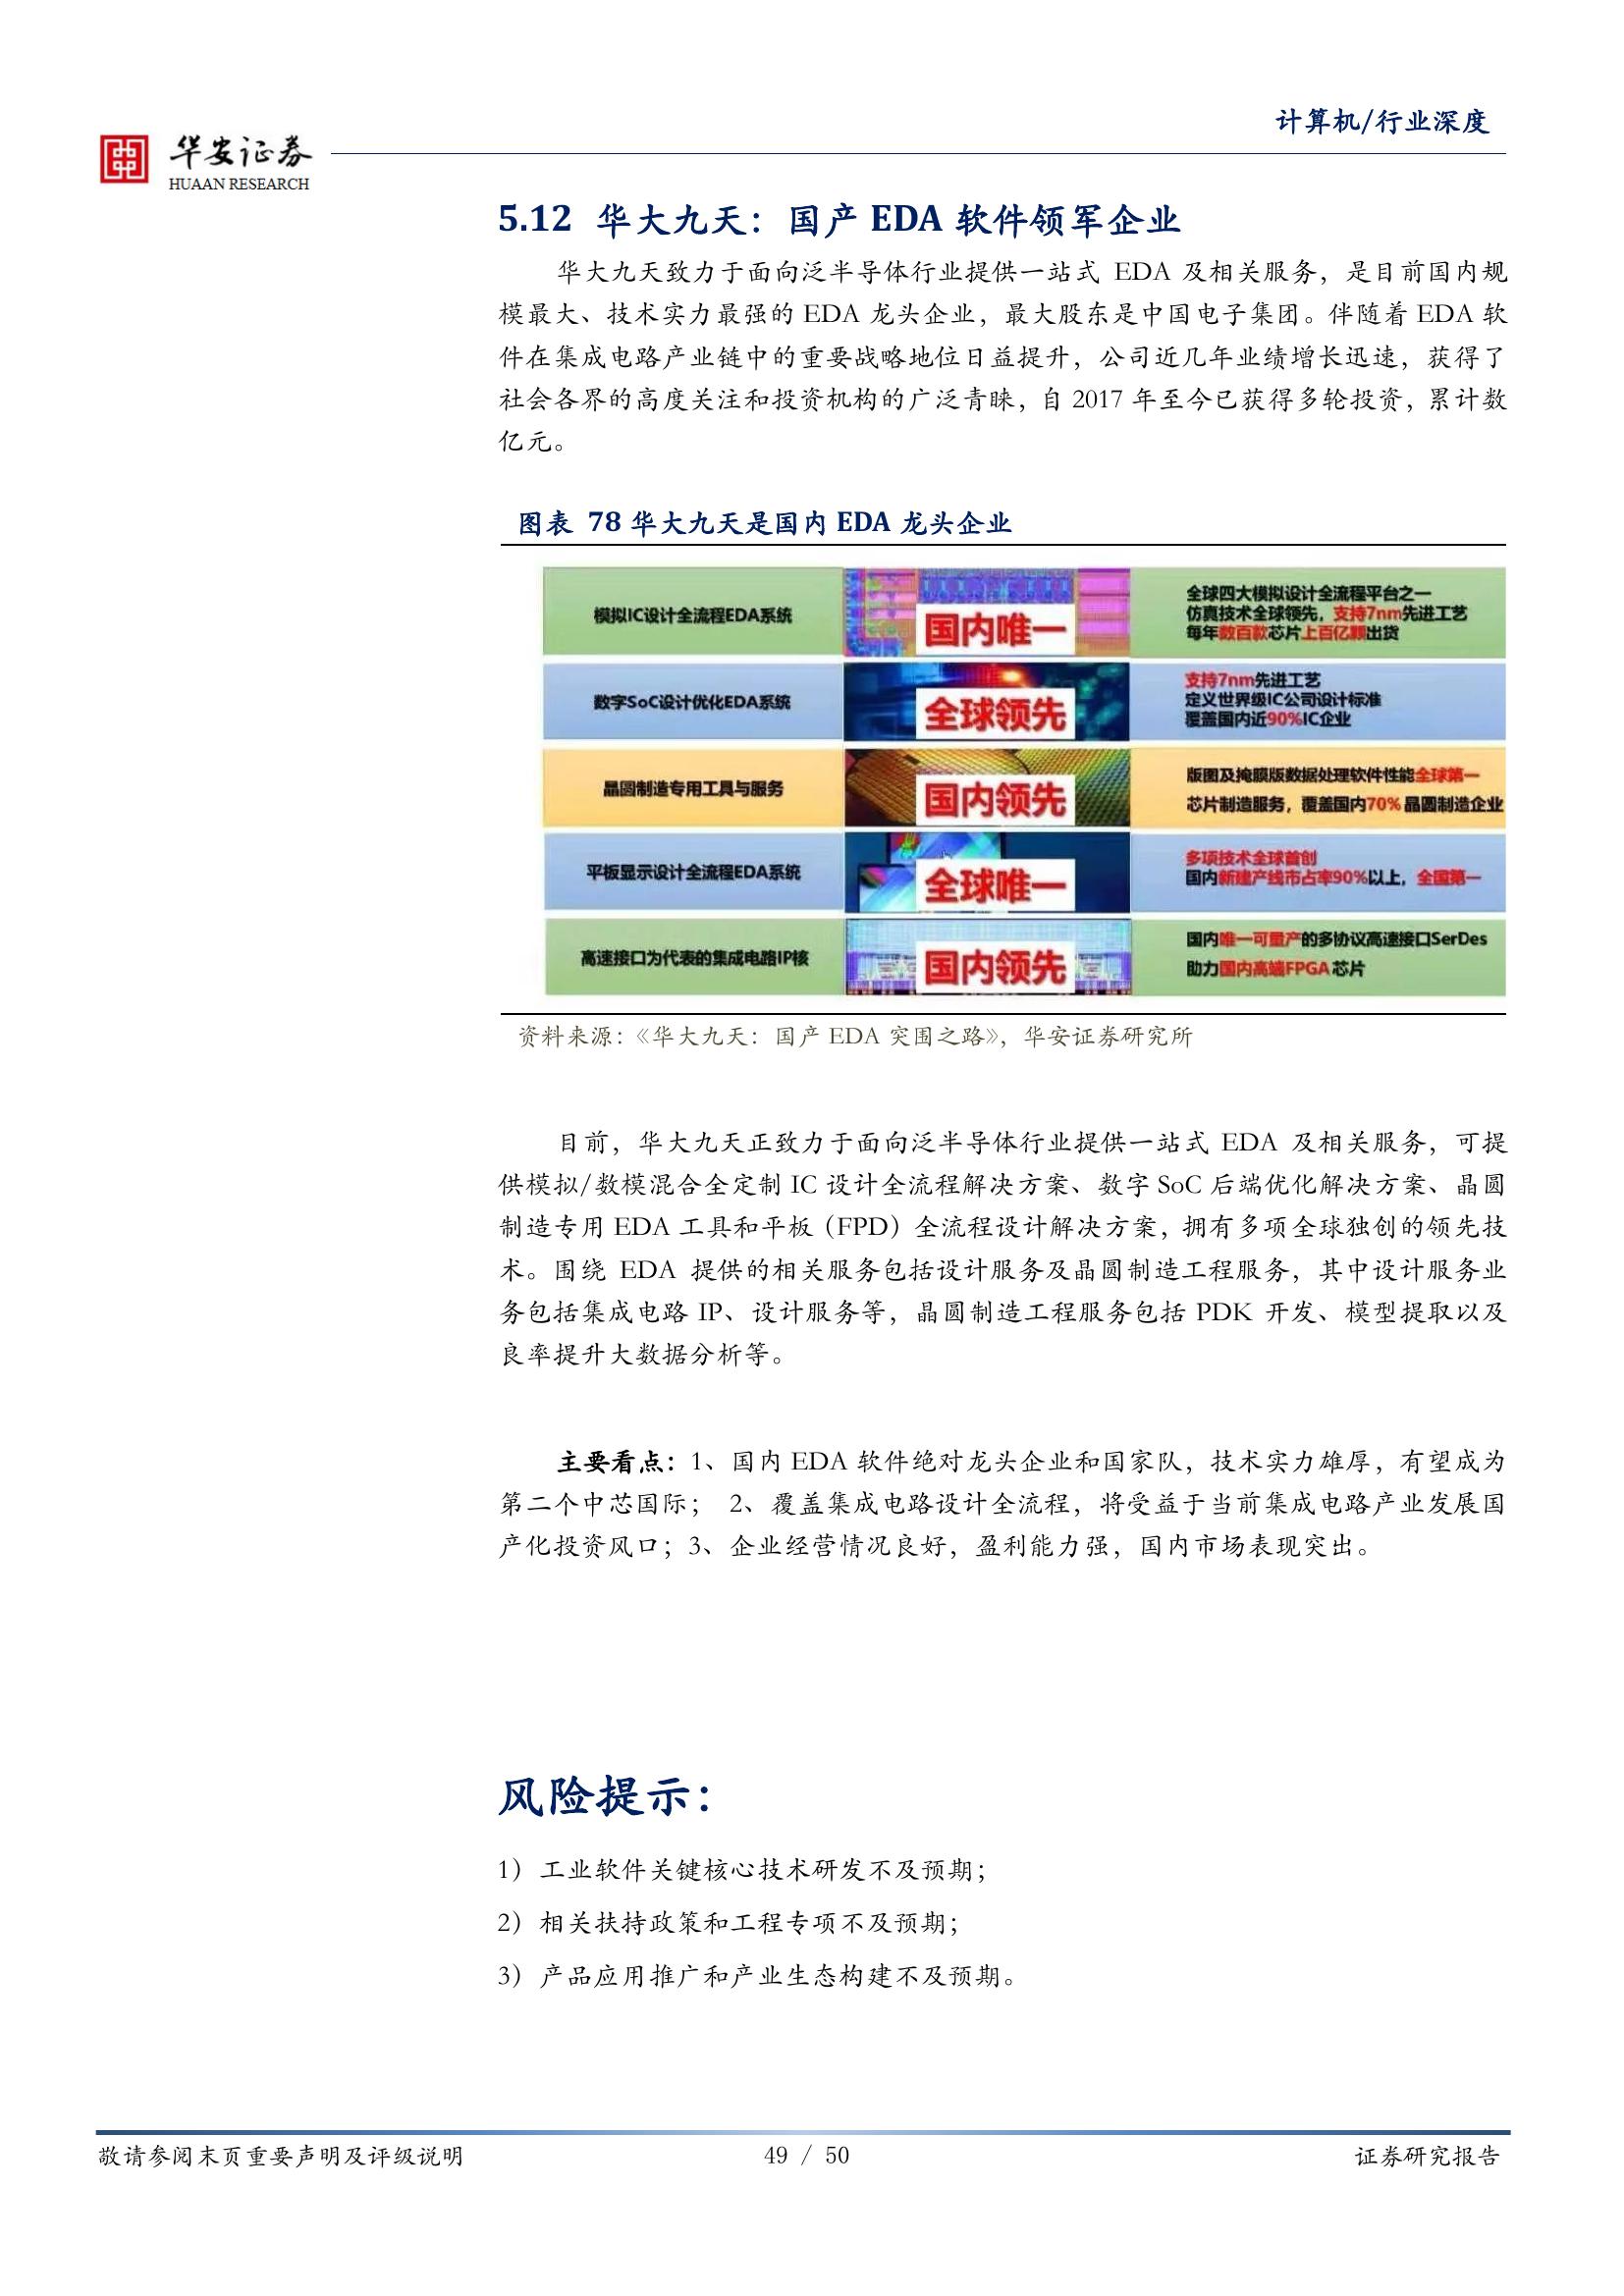 计算机/行业深度
华安证券
HUAAN RESEARCH
5.12 华大九天：国产 EDA 软件领军企业
华大九天致力于面向泛半导体行业提供一站式 EDA 及相关服务，是目前国内规
模最大、技术实力最强的 EDA 龙头企业，最大股东是中国电子集团。伴随着 EDA 软
件在集成电路产业链中的重要战略地位日益提升，公司近几年业绩增长迅速，获得了
社会各界的高度关注和投资机构的广泛青睐，自 2017 年至今已获得多轮投资，累计数
亿元。
图表 78 华大九天是国内 EDA 龙头企业
模拟IC设计全流程EDA系统
国内唯一
全球四大模拟设计全流程平台之一
仿真技术全球领先，支持7nm先进工艺
每年数百款芯片上百亿颗出货
数字SoC设计优化EDA系统
全球领先
支持7nm先进工艺
定义世界级IC公司设计标准
覆盖国内近90%IC企业
晶圆制造专用工具与服务
国内领先
版图及掩膜版数据处理软件性能全球第一
芯片制造服务，覆盖国内70%晶圆制造企业
平板显示设计全流程EDA系统
全球唯一
多项技术全球首创
国内新建产线市占率90%以上，全国第一
高速接口为代表的集成电路IP核
国内领先
国内唯一可量产的多协议高速接口SerDes
助力国内高端FPGA芯片
资料来源：《华大九天：国产 EDA 突围之路》，华安证券研究所
目前，华大九天正致力于面向泛半导体行业提供一站式 EDA 及相关服务，可提
供模拟/数模混合全定制 IC 设计全流程解决方案、数字 SoC 后端优化解决方案、晶圆
制造专用 EDA 工具和平板（FPD）全流程设计解决方案，拥有多项全球独创的领先技
术。围绕 EDA 提供的相关服务包括设计服务及晶圆制造工程服务，其中设计服务业
务包括集成电路 IP、设计服务等，晶圆制造工程服务包括 PDK 开发、模型提取以及
良率提升大数据分析等。
主要看点：1、国内 EDA 软件绝对龙头企业和国家队，技术实力雄厚，有望成为
第二个中芯国际； 2、覆盖集成电路设计全流程，将受益于当前集成电路产业发展国
产化投资风口；3、企业经营情况良好，盈利能力强，国内市场表现突出。
风险提示：
1）工业软件关键核心技术研发不及预期；
2）相关扶持政策和工程专项不及预期；
3）产品应用推广和产业生态构建不及预期。
敬请参阅末页重要声明及评级说明
49 / 50
证券研究报告